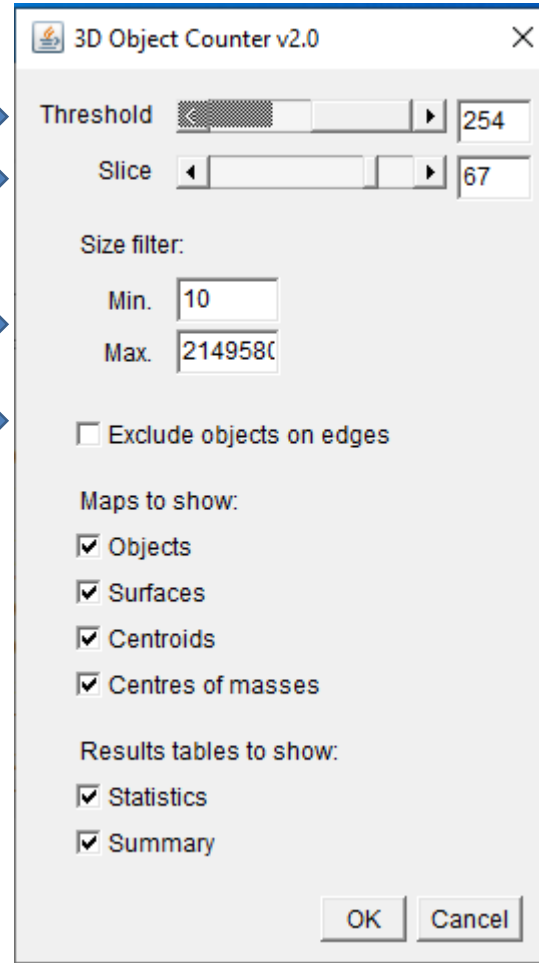 3D Object Counter v2.0
Threshold 254
Slice 67
Size filter:
Min. 10
Max. 2149580
Exclude objects on edges
Maps to show:
Objects
Surfaces
Centroids
Centres of masses
Results tables to show:
Statistics
Summary
OK Cancel